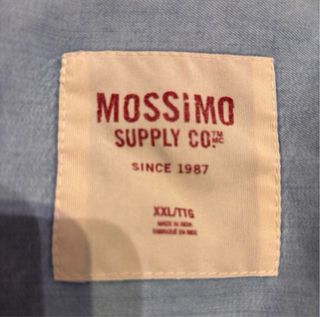 MOSSiMO
SUPPLY CO.™ MC
SINCE 1987
XXL/TTG
MADE IN INDIA
FABRIQUÉ EN INDE